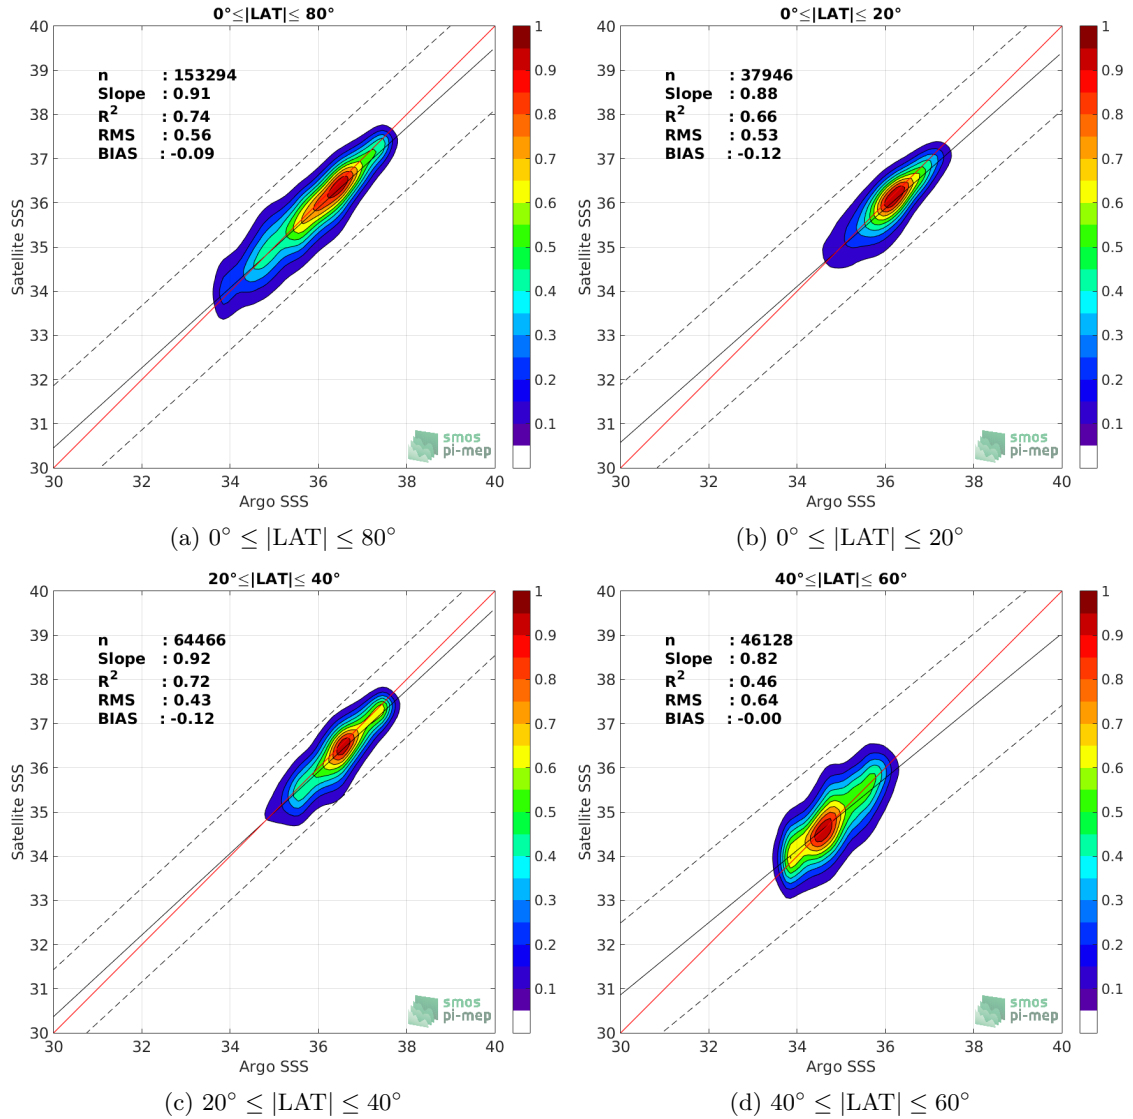 0°≤|LAT|≤ 80°
n : 153294
Slope : 0.91
R² : 0.74
RMS : 0.56
BIAS : -0.09
40
39
38
37
36
35
34
33
32
31
30
Satellite SSS
30 32 34 36 38 40
Argo SSS
1
0.9
0.8
0.7
0.6
0.5
0.4
0.3
0.2
0.1
smos
pi-mep
(a) 0° ≤ |LAT| ≤ 80°
0°≤|LAT|≤ 20°
n : 37946
Slope : 0.88
R² : 0.66
RMS : 0.53
BIAS : -0.12
40
39
38
37
36
35
34
33
32
31
30
Satellite SSS
30 32 34 36 38 40
Argo SSS
1
0.9
0.8
0.7
0.6
0.5
0.4
0.3
0.2
0.1
smos
pi-mep
(b) 0° ≤ |LAT| ≤ 20°
20°≤|LAT|≤ 40°
n : 64466
Slope : 0.92
R² : 0.72
RMS : 0.43
BIAS : -0.12
40
39
38
37
36
35
34
33
32
31
30
Satellite SSS
30 32 34 36 38 40
Argo SSS
1
0.9
0.8
0.7
0.6
0.5
0.4
0.3
0.2
0.1
smos
pi-mep
(c) 20° ≤ |LAT| ≤ 40°
40°≤|LAT|≤ 60°
n : 46128
Slope : 0.82
R² : 0.46
RMS : 0.64
BIAS : -0.00
40
39
38
37
36
35
34
33
32
31
30
Satellite SSS
30 32 34 36 38 40
Argo SSS
1
0.9
0.8
0.7
0.6
0.5
0.4
0.3
0.2
0.1
smos
pi-mep
(d) 40° ≤ |LAT| ≤ 60°